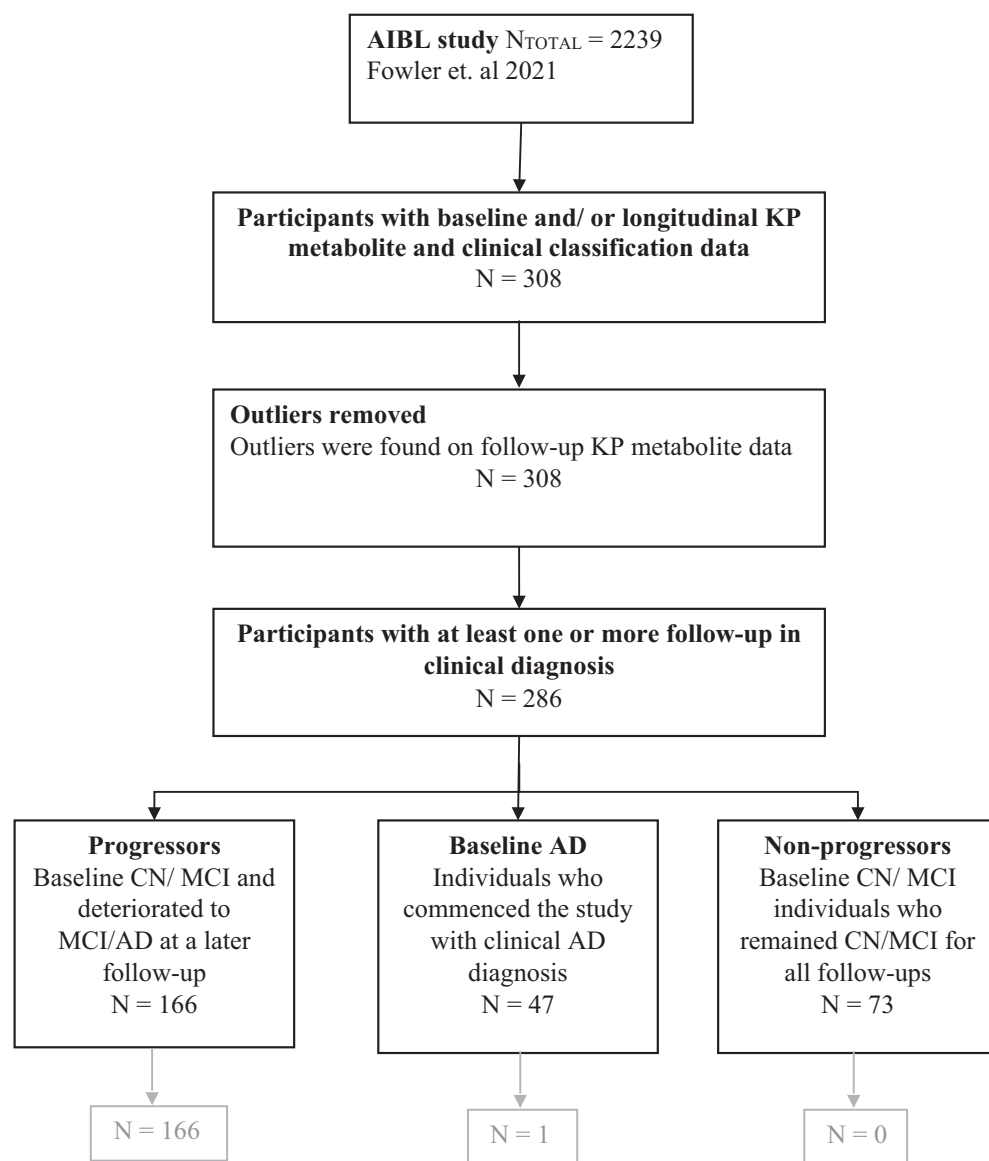 AIBL study NTOTAL = 2239
Fowler et. al 2021
Participants with baseline and/ or longitudinal KP
metabolite and clinical classification data
N = 308
Outliers removed
Outliers were found on follow-up KP metabolite data
N = 308
Participants with at least one or more follow-up in
clinical diagnosis
N = 286
Progressors
Baseline CN/ MCI and
deteriorated to
MCI/AD at a later
follow-up
N = 166
Baseline AD
Individuals who
commenced the study
with clinical AD
diagnosis
N = 47
Non-progressors
Baseline CN/ MCI
individuals who
remained CN/MCI for
all follow-ups
N = 73
N = 166
N = 1
N = 0